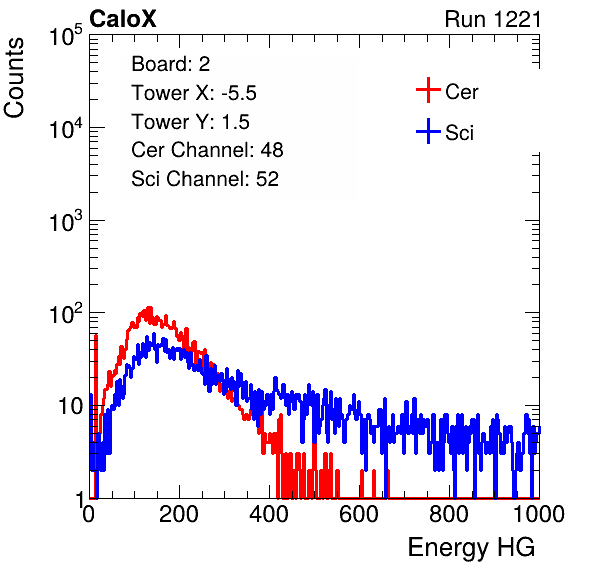 CaloX Run 1221
Counts
Board: 2
Tower X: -5.5
Tower Y: 1.5
Cer Channel: 48
Sci Channel: 52
Cer
Sci
10^5
10^4
10^3
10^2
10
1
0 200 400 600 800 1000
Energy HG